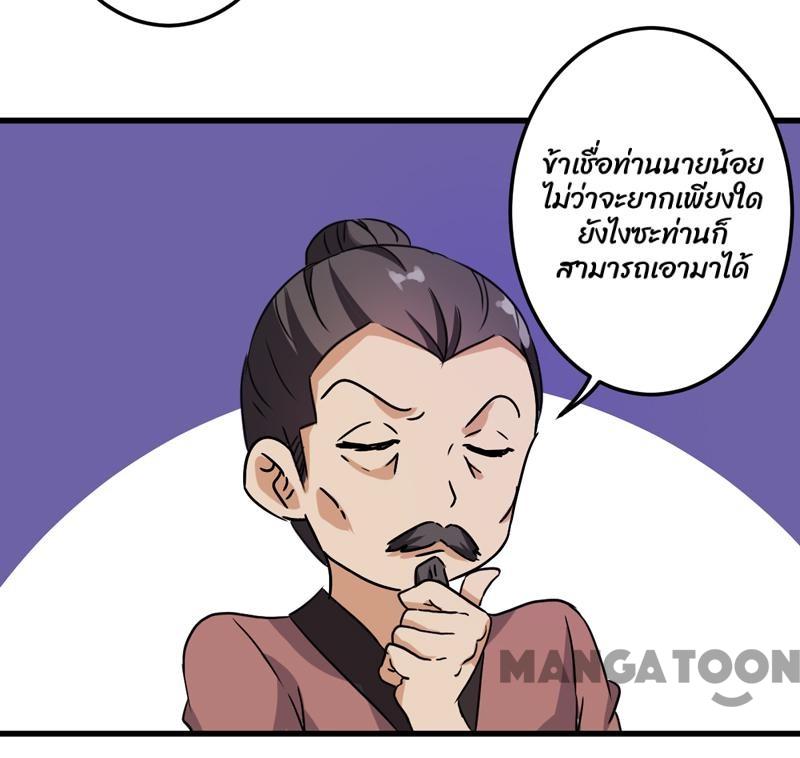 ข้าเชื่อท่านนายน้อย
ไม่ว่าจะยากเพียงใด
ยังไงซะท่านก็
สามารถเอามาได้
MANGATOON